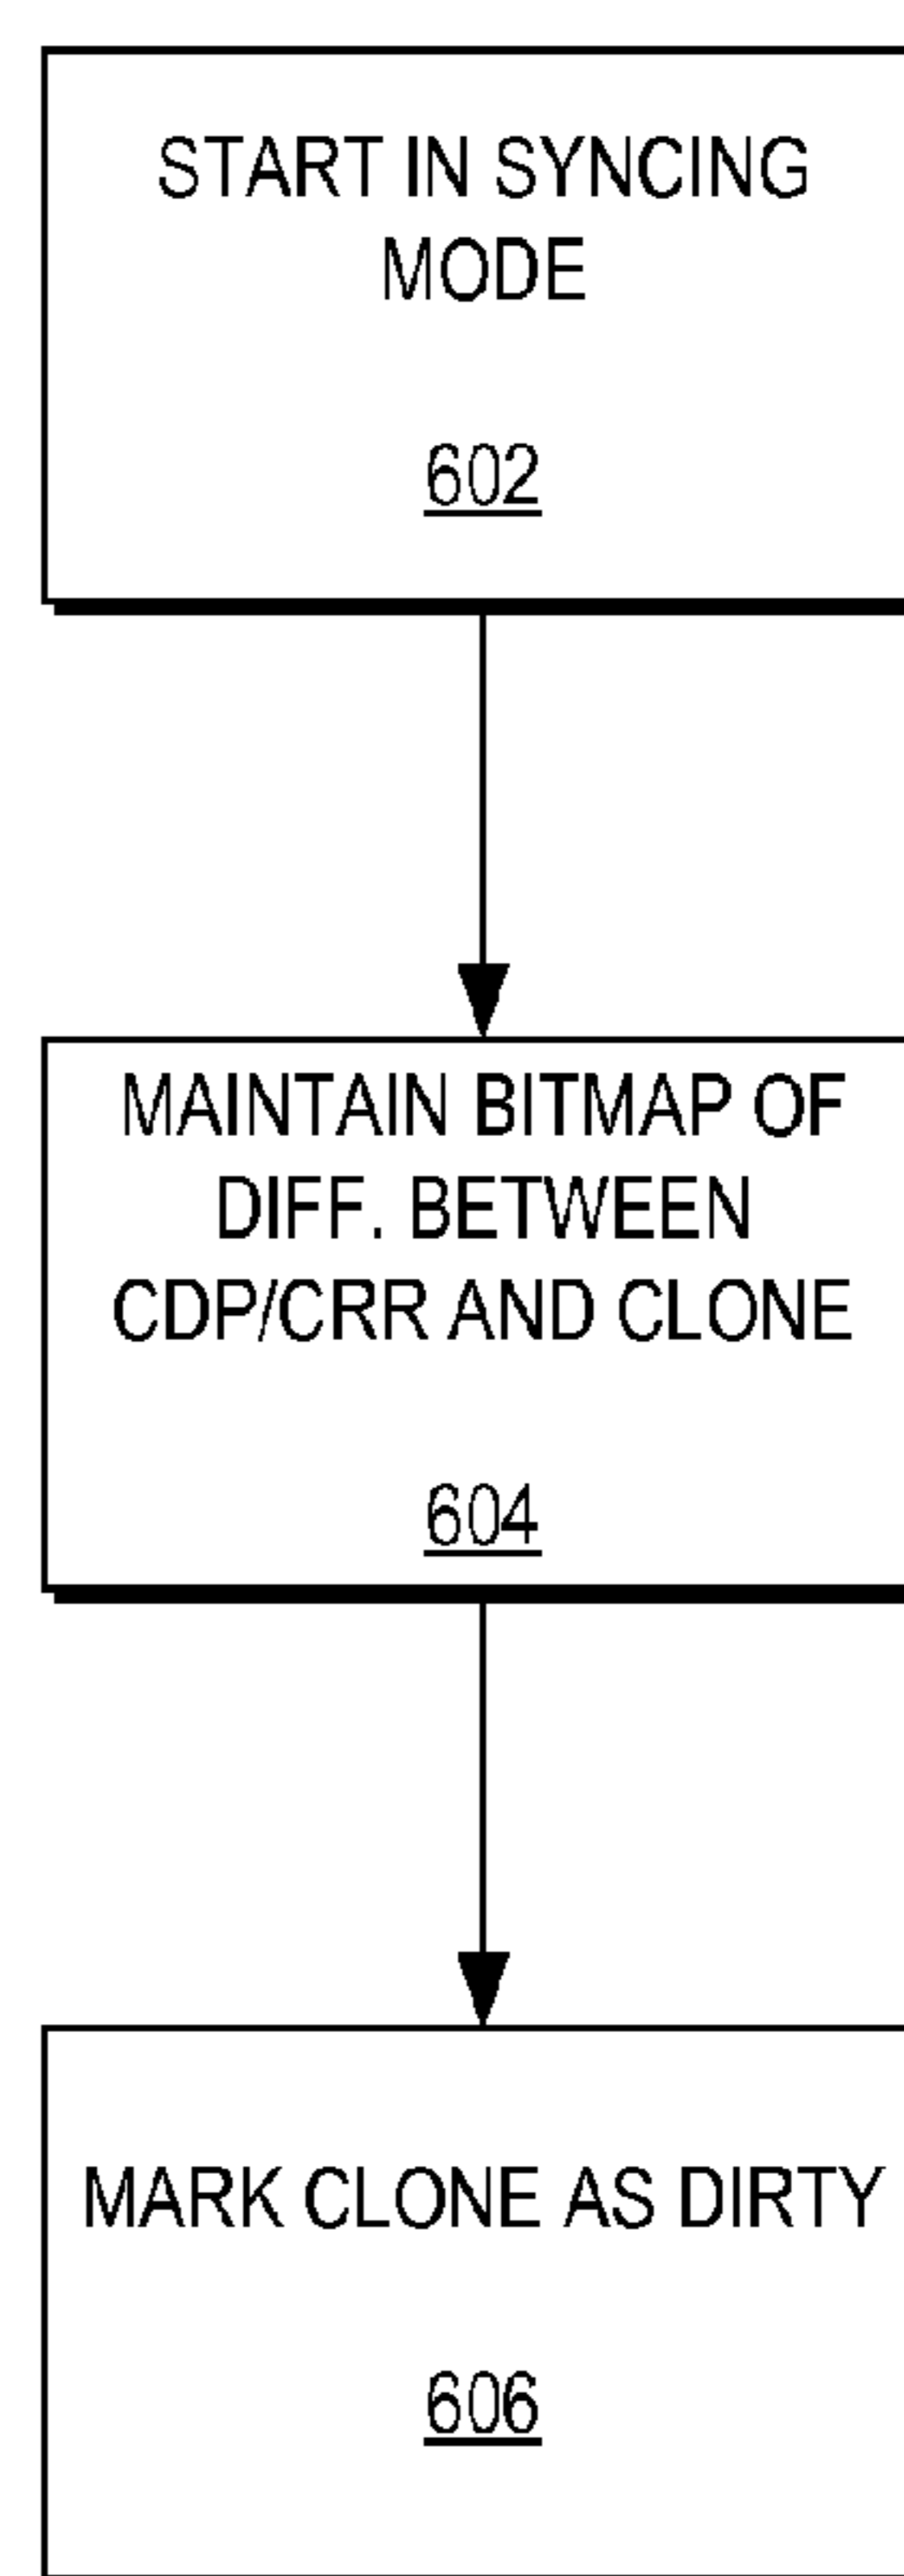 START IN SYNCING
MODE
602
MAINTAIN BITMAP OF
DIFF. BETWEEN
CDP/CRR AND CLONE
604
MARK CLONE AS DIRTY
606